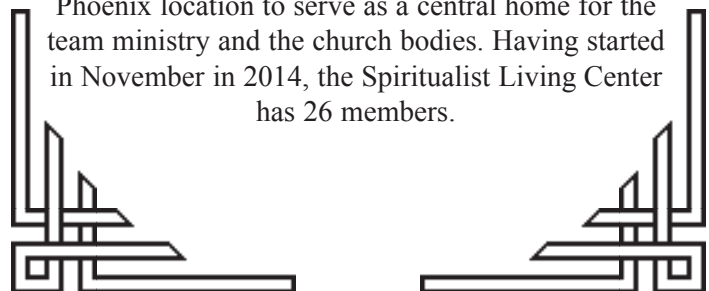 Phoenix location to serve as a central home for the
team ministry and the church bodies. Having started
in November in 2014, the Spiritualist Living Center
has 26 members.